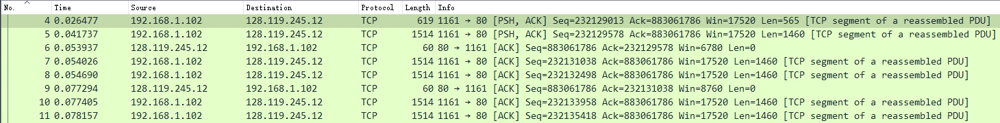 No. Time Source Destination Protocol Length Info
4 0.026477 192.168.1.102 128.119.245.12 TCP 619 1161 → 80 [PSH, ACK] Seq=232129013 Ack=883061786 Win=17520 Len=565 [TCP segment of a reassembled PDU]
5 0.041737 192.168.1.102 128.119.245.12 TCP 1514 1161 → 80 [PSH, ACK] Seq=232129578 Ack=883061786 Win=17520 Len=1460 [TCP segment of a reassembled PDU]
6 0.053937 128.119.245.12 192.168.1.102 TCP 60 80 → 1161 [ACK] Seq=883061786 Ack=232129578 Win=6780 Len=0
7 0.054026 192.168.1.102 128.119.245.12 TCP 1514 1161 → 80 [ACK] Seq=232131038 Ack=883061786 Win=17520 Len=1460 [TCP segment of a reassembled PDU]
8 0.054690 192.168.1.102 128.119.245.12 TCP 1514 1161 → 80 [ACK] Seq=232132498 Ack=883061786 Win=17520 Len=1460 [TCP segment of a reassembled PDU]
9 0.077294 128.119.245.12 192.168.1.102 TCP 60 80 → 1161 [ACK] Seq=883061786 Ack=232131038 Win=8760 Len=0
10 0.077405 192.168.1.102 128.119.245.12 TCP 1514 1161 → 80 [ACK] Seq=232133958 Ack=883061786 Win=17520 Len=1460 [TCP segment of a reassembled PDU]
11 0.078157 192.168.1.102 128.119.245.12 TCP 1514 1161 → 80 [ACK] Seq=232135418 Ack=883061786 Win=17520 Len=1460 [TCP segment of a reassembled PDU]